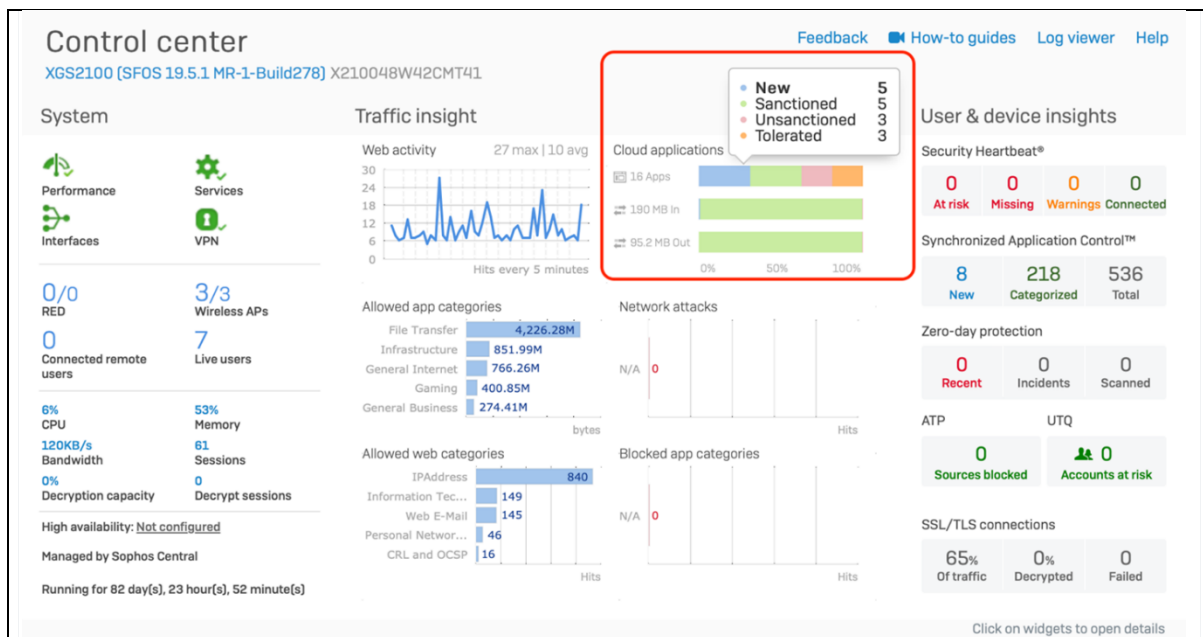 Control center
Feedback How-to guides Log viewer Help
XGS2100 (SFOS 19.5.1 MR-1-Build278) X210048W42CMT41
System
Performance Services
Interfaces VPN
0/0 3/3
RED Wireless APs
0 7
Connected remote Live users
users
6% 53%
CPU Memory
120KB/s 61
Bandwidth Sessions
0% 0
Decryption capacity Decrypt sessions
High availability: Not configured
Managed by Sophos Central
Running for 82 day(s), 23 hour(s), 52 minute(s)
Traffic insight
Web activity 27 max | 10 avg
30
24
18
12
6
0
Hits every 5 minutes
Cloud applications
New 5
Sanctioned 5
Unsanctioned 3
Tolerated 3
16 Apps
190 MB In
95.2 MB Out
0% 50% 100%
Allowed app categories
File Transfer 4,226.28M
Infrastructure 851.99M
General Internet 766.26M
Gaming 400.85M
General Business 274.41M
bytes
Network attacks
N/A 0
Hits
Allowed web categories
IPAddress 840
Information Tec... 149
Web E-Mail 145
Personal Networ... 46
CRL and OCSP 16
Hits
Blocked app categories
N/A 0
Hits
User & device insights
Security Heartbeat®
0 0 0 0
At risk Missing Warnings Connected
Synchronized Application Control™
8 218 536
New Categorized Total
Zero-day protection
0 0 0
Recent Incidents Scanned
ATP UTQ
0 0
Sources blocked Accounts at risk
SSL/TLS connections
65% 0% 0
Of traffic Decrypted Failed
Click on widgets to open details